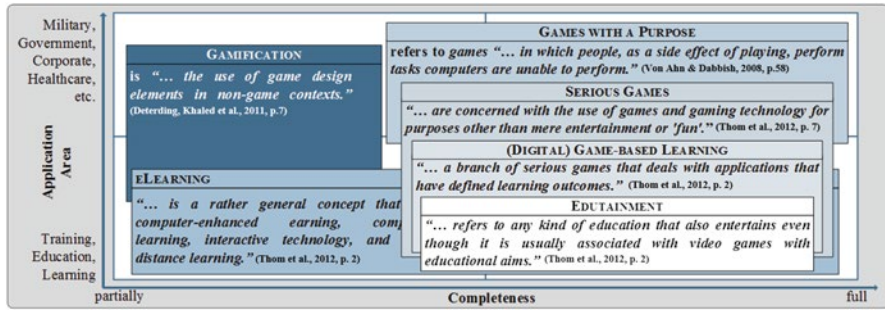 Military,
Government,
Corporate,
Healthcare,
etc.
Application
Area
Training,
Education,
Learning
GAMIFICATION
is “… the use of game design
elements in non-game contexts.”
(Deterding, Khaled et al., 2011, p.7)
GAMES WITH A PURPOSE
refers to games “… in which people, as a side effect of playing, perform
tasks computers are unable to perform.” (Von Ahn & Dabbish, 2008, p.58)
SERIOUS GAMES
“… are concerned with the use of games and gaming technology for
purposes other than mere entertainment or 'fun'.” (Thom et al., 2012, p. 7)
(DIGITAL) GAME-BASED LEARNING
“… a branch of serious games that deals with applications that
have defined learning outcomes.” (Thom et al., 2012, p. 2)
ELEARNING
“… is a rather general concept that
computer-enhanced earning, comp
learning, interactive technology, and
distance learning.” (Thom et al., 2012, p. 2)
EDUTAINMENT
“… refers to any kind of education that also entertains even
though it is usually associated with video games with
educational aims.” (Thom et al., 2012, p. 2)
partially
Completeness
full